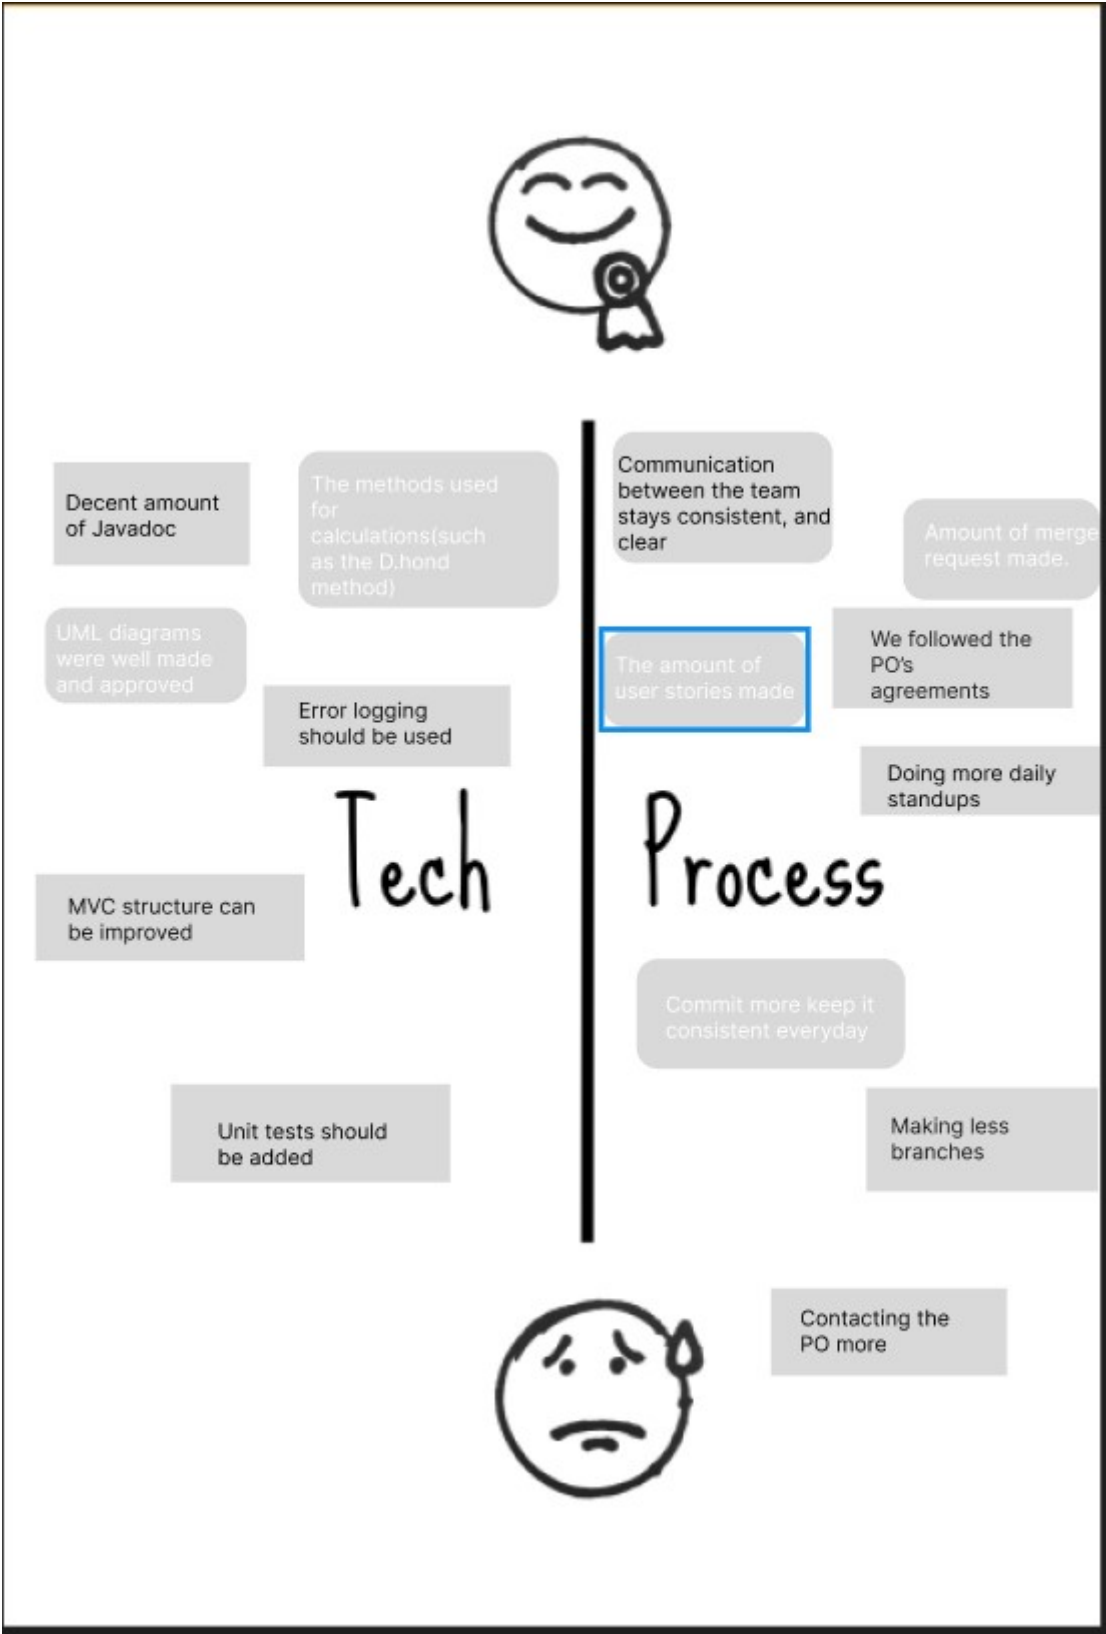 Decent amount
of Javadoc
The methods used
for
calculations(such
as the D.hond
method)
UML diagrams
were well made
and approved
Error logging
should be used
Communication
between the team
stays consistent, and
clear
Amount of merge
request made.
The amount of
user stories made
We followed the
PO's
agreements
Doing more daily
standups
Tech
Process
MVC structure can
be improved
Unit tests should
be added
Commit more keep it
consistent everyday
Making less
branches
Contacting the
PO more